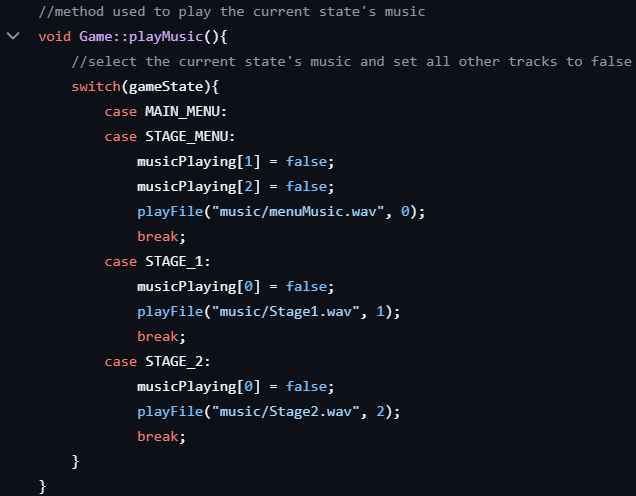 //method used to play the current state's music
void Game::playMusic(){
    //select the current state's music and set all other tracks to false
    switch(gameState){
        case MAIN_MENU:
        case STAGE_MENU:
            musicPlaying[1] = false;
            musicPlaying[2] = false;
            playFile("music/menuMusic.wav", 0);
            break;
        case STAGE_1:
            musicPlaying[0] = false;
            playFile("music/Stage1.wav", 1);
            break;
        case STAGE_2:
            musicPlaying[0] = false;
            playFile("music/Stage2.wav", 2);
            break;
    }
}